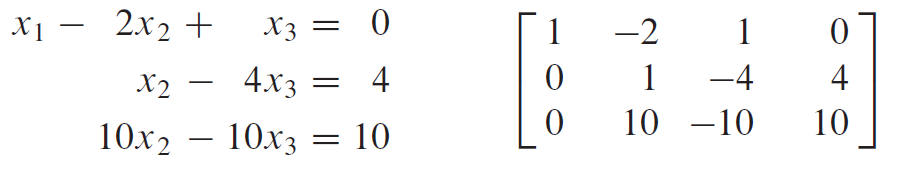 x₁ − 2x₂ + x₃ = 0
x₂ − 4x₃ = 4
10x₂ − 10x₃ = 10
1 −2 1 0
0 1 −4 4
0 10 −10 10